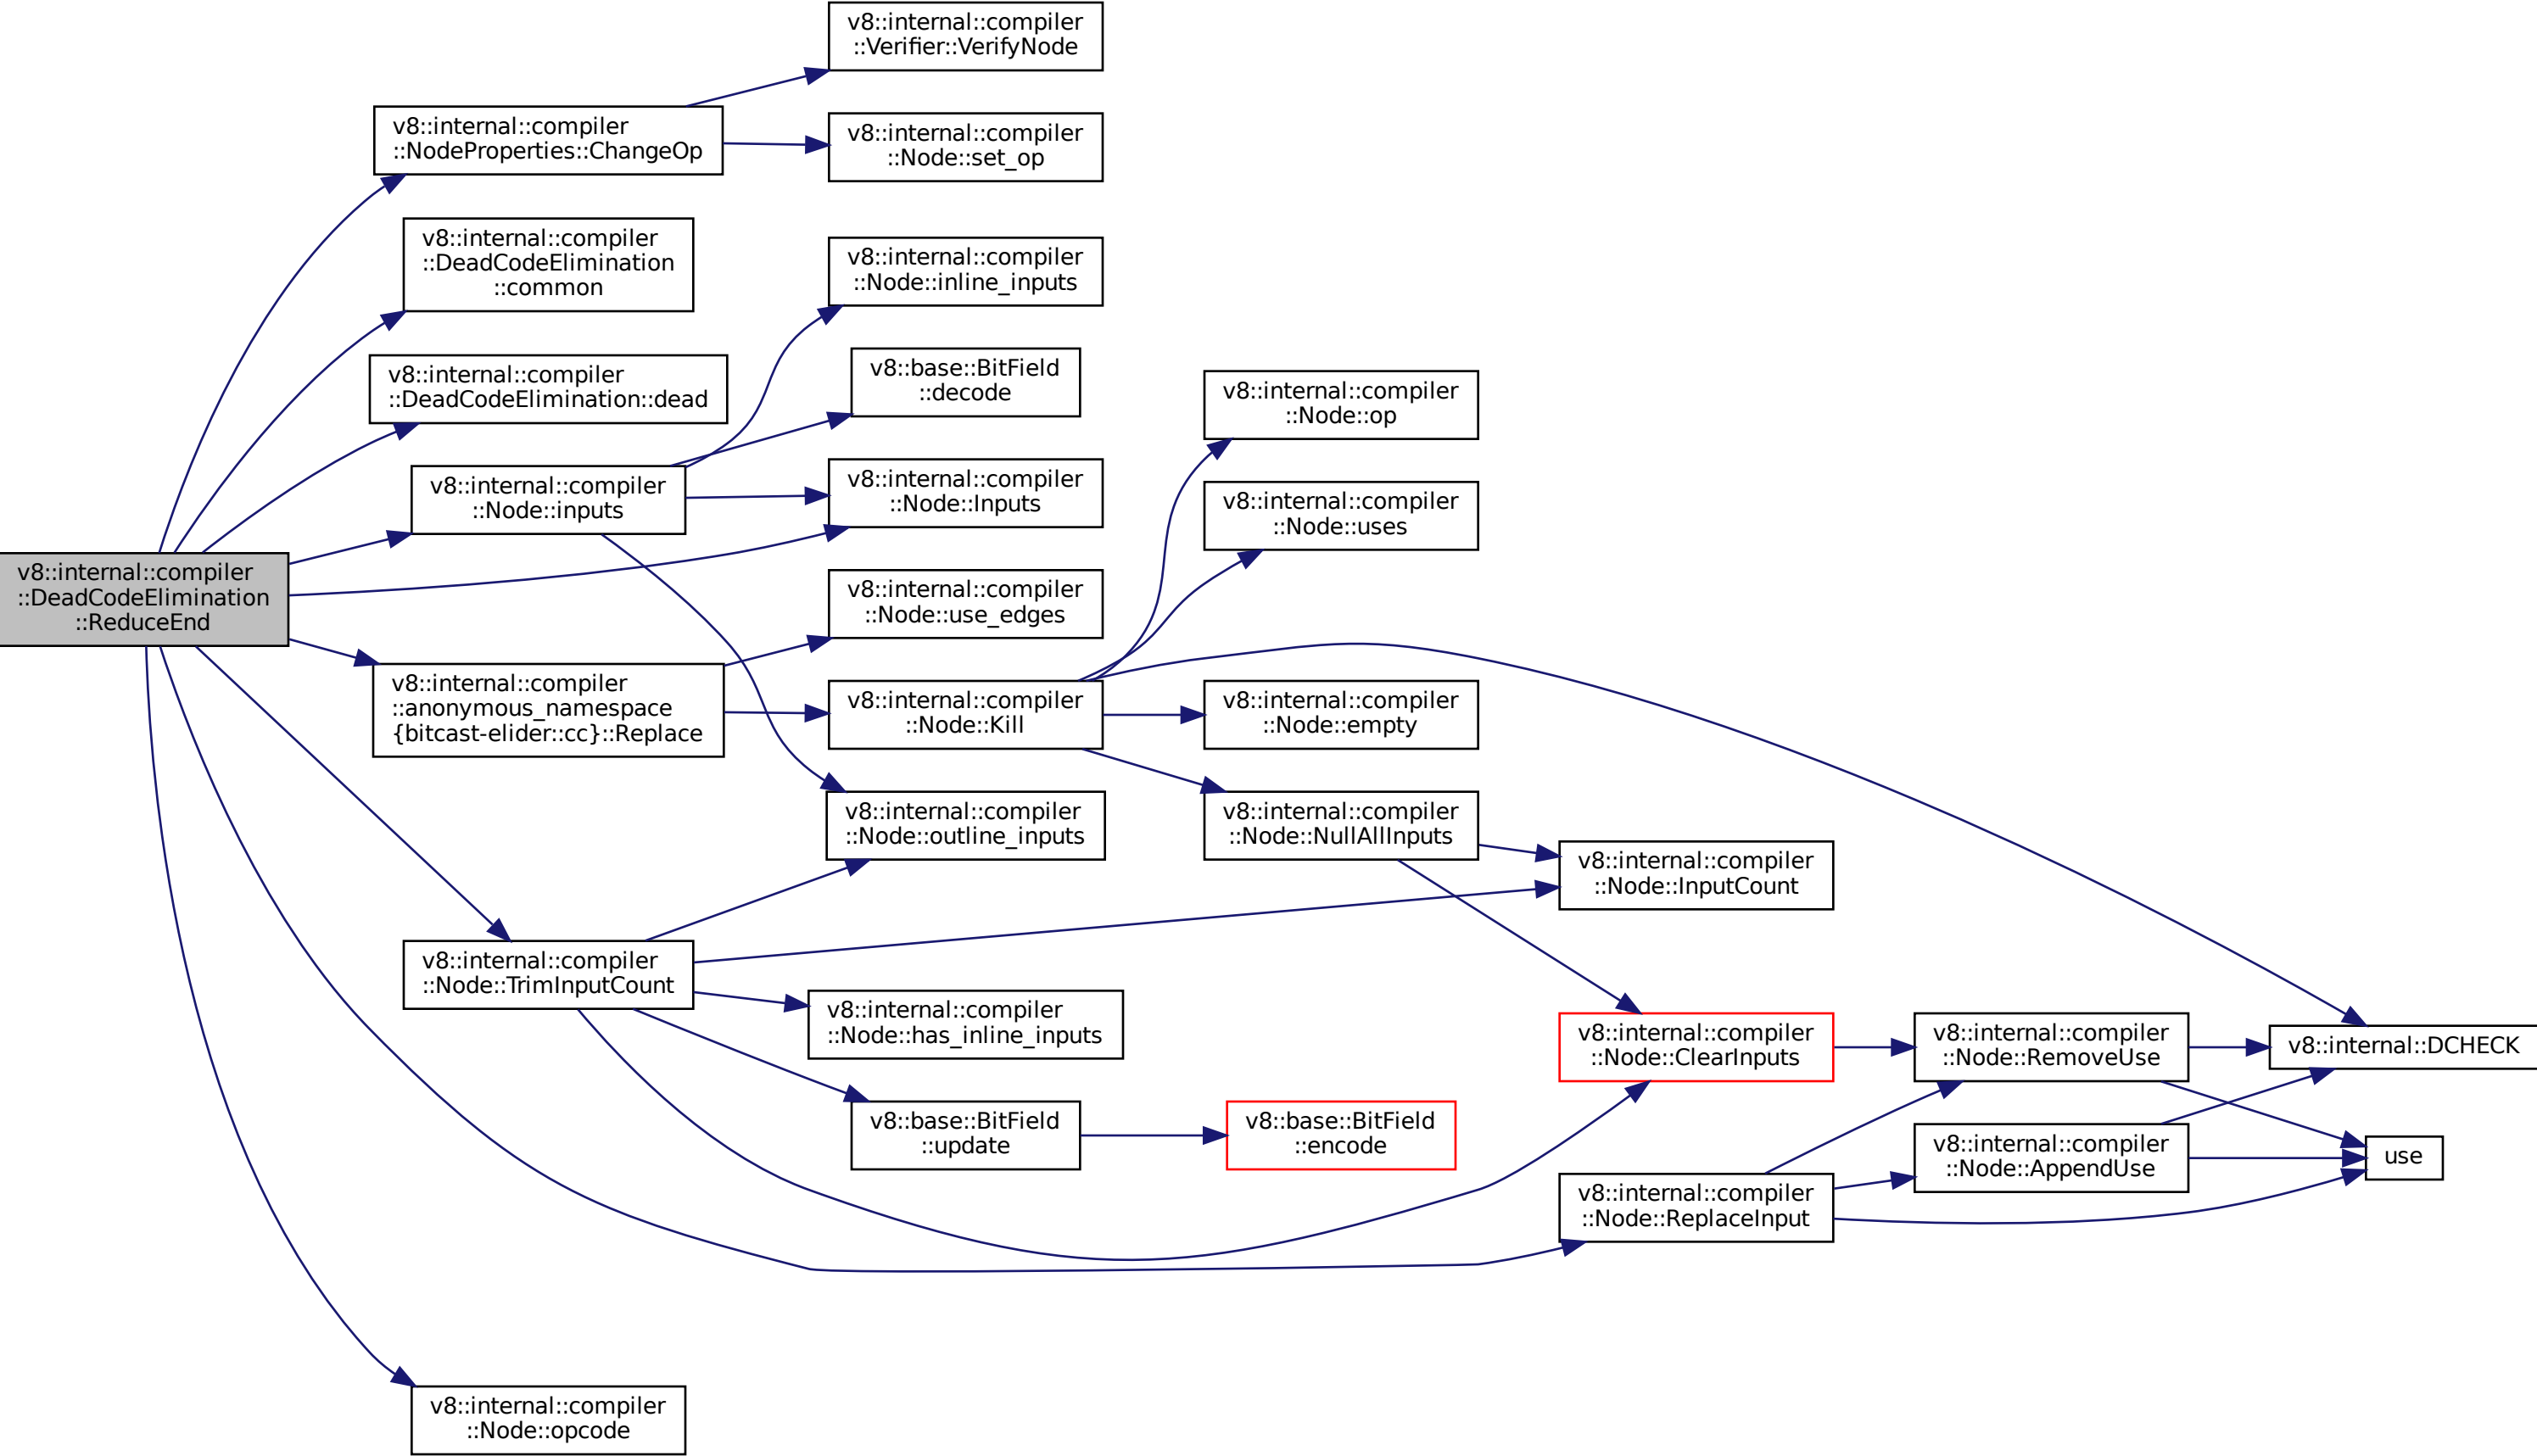 v8::internal::compiler
::Verifier::VerifyNode
v8::internal::compiler
::NodeProperties::ChangeOp
v8::internal::compiler
::Node::set_op
v8::internal::compiler
::DeadCodeElimination
::common
v8::internal::compiler
::Node::inline_inputs
v8::internal::compiler
::DeadCodeElimination::dead
v8::base::BitField
::decode
v8::internal::compiler
::Node::op
v8::internal::compiler
::Node::inputs
v8::internal::compiler
::Node::Inputs
v8::internal::compiler
::Node::uses
v8::internal::compiler
::DeadCodeElimination
::ReduceEnd
v8::internal::compiler
::Node::use_edges
v8::internal::compiler
::anonymous_namespace
{bitcast-elider::cc}::Replace
v8::internal::compiler
::Node::Kill
v8::internal::compiler
::Node::empty
v8::internal::compiler
::Node::outline_inputs
v8::internal::compiler
::Node::NullAllInputs
v8::internal::compiler
::Node::InputCount
v8::internal::compiler
::Node::TrimInputCount
v8::internal::compiler
::Node::has_inline_inputs
v8::internal::compiler
::Node::ClearInputs
v8::internal::compiler
::Node::RemoveUse
v8::internal::DCHECK
v8::base::BitField
::update
v8::base::BitField
::encode
v8::internal::compiler
::Node::AppendUse
use
v8::internal::compiler
::Node::ReplaceInput
v8::internal::compiler
::Node::opcode